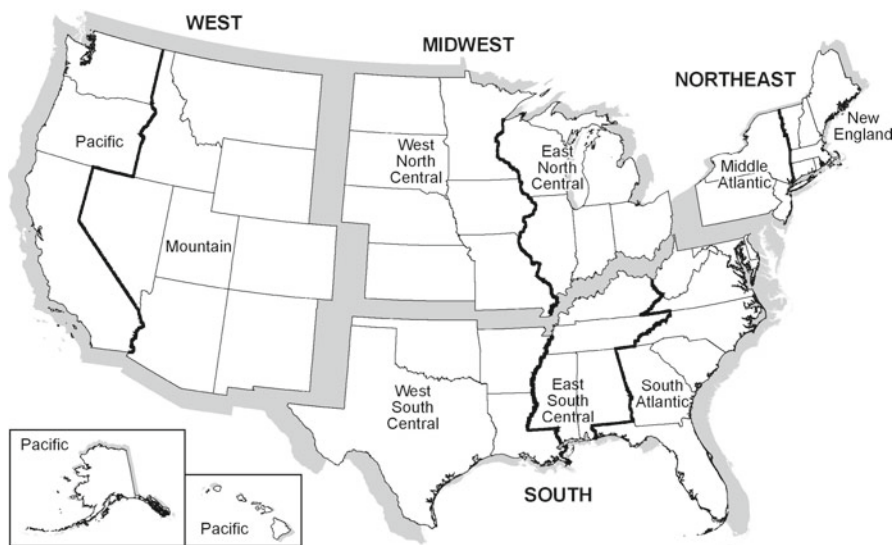 WEST
MIDWEST
NORTHEAST
New
England
Pacific
West
North
Central
East
North
Central
Middle
Atlantic
Mountain
West
South
Central
East
South
Central
South
Atlantic
Pacific
Pacific
SOUTH